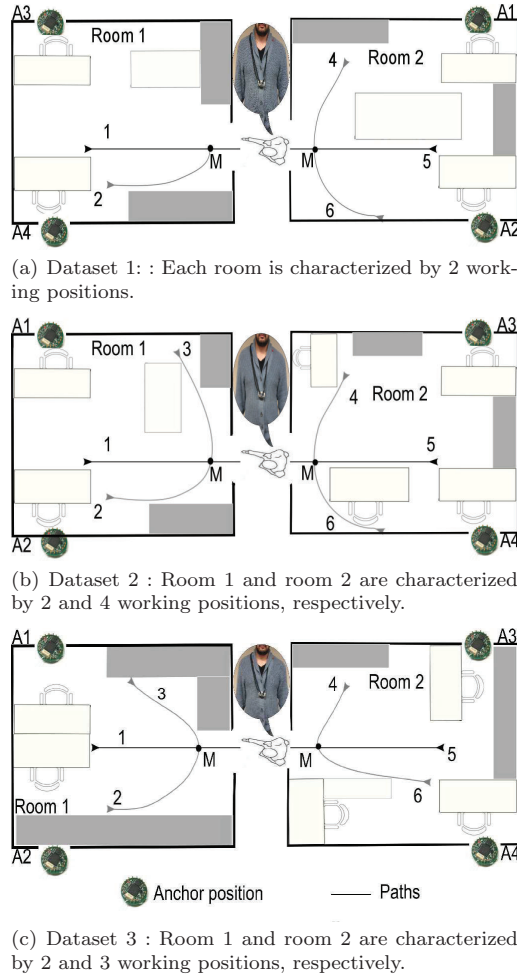 A3
A1
Room 1
4
Room 2
1
M
M
5
2
6
A4
A2
(a) Dataset 1: : Each room is characterized by 2 work-
ing positions.
A1
A3
Room 1
3
4
Room 2
1
5
M
M
2
6
A2
A4
(b) Dataset 2 : Room 1 and room 2 are characterized
by 2 and 4 working positions, respectively.
A1
A3
3
4
Room 2
1
M
M
5
2
6
Room 1
A2
A4
Anchor position
Paths
(c) Dataset 3 : Room 1 and room 2 are characterized
by 2 and 3 working positions, respectively.